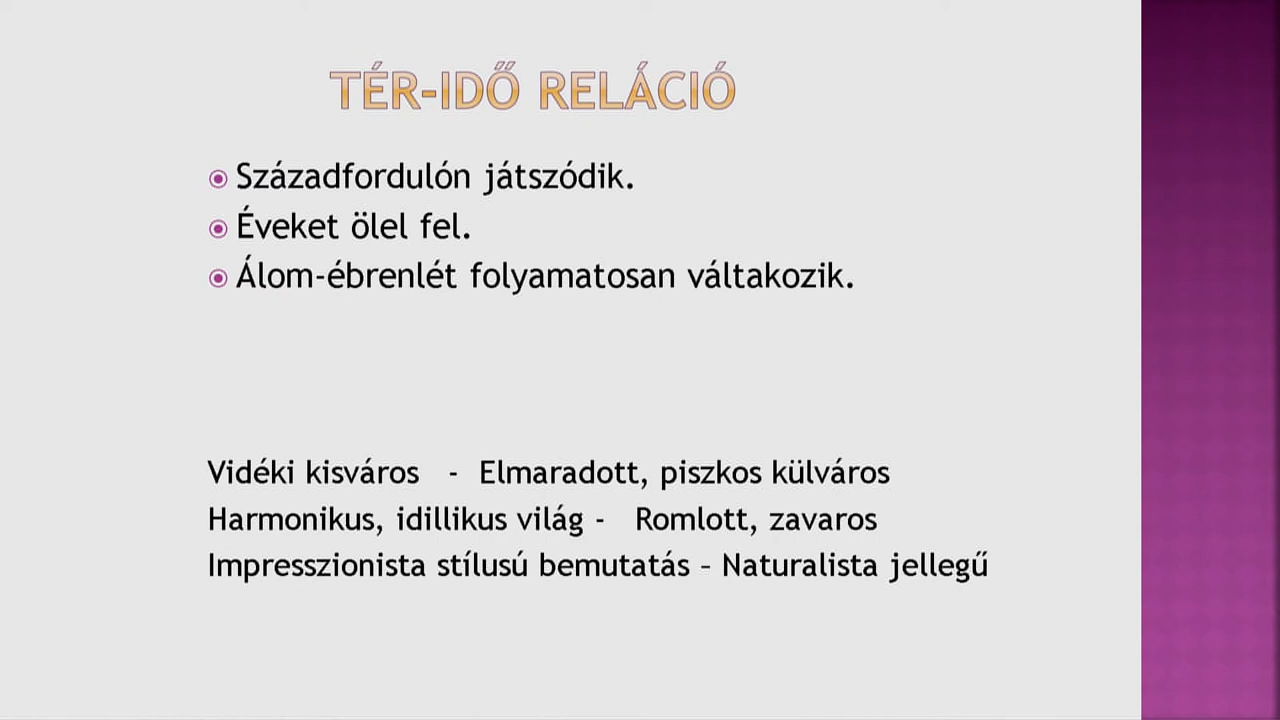 TÉR-IDŐ RELÁCIÓ
Századfordulón játszódik.
Éveket ölel fel.
Álom-ébrenlét folyamatosan váltakozik.
Vidéki kisváros - Elmaradott, piszkos külváros
Harmonikus, idillikus világ - Romlott, zavaros
Impresszionista stílusú bemutatás – Naturalista jellegű